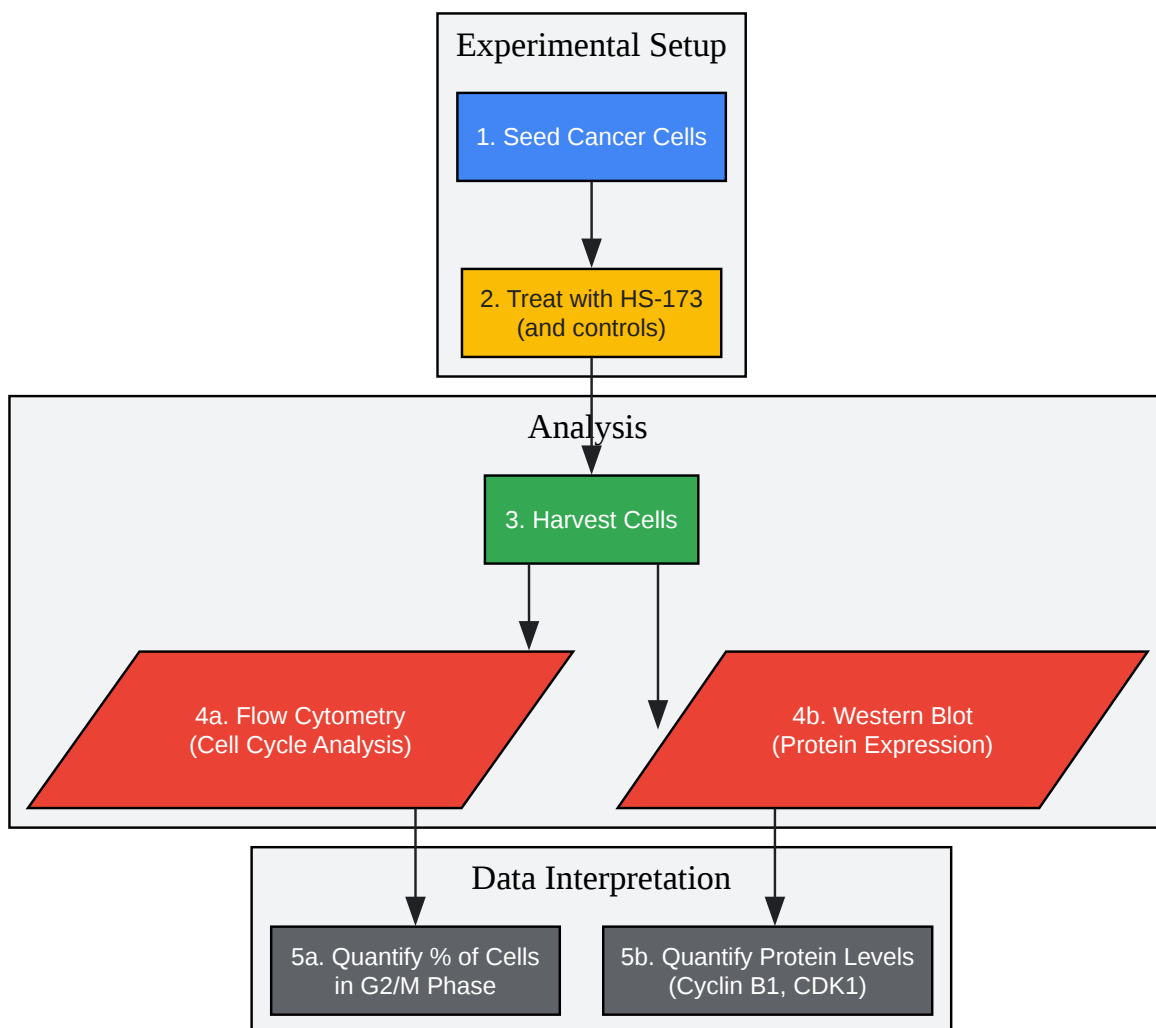 Experimental Setup
1. Seed Cancer Cells
2. Treat with HS-173
(and controls)
Analysis
3. Harvest Cells
4a. Flow Cytometry
(Cell Cycle Analysis)
4b. Western Blot
(Protein Expression)
Data Interpretation
5a. Quantify % of Cells
in G2/M Phase
5b. Quantify Protein Levels
(Cyclin B1, CDK1)